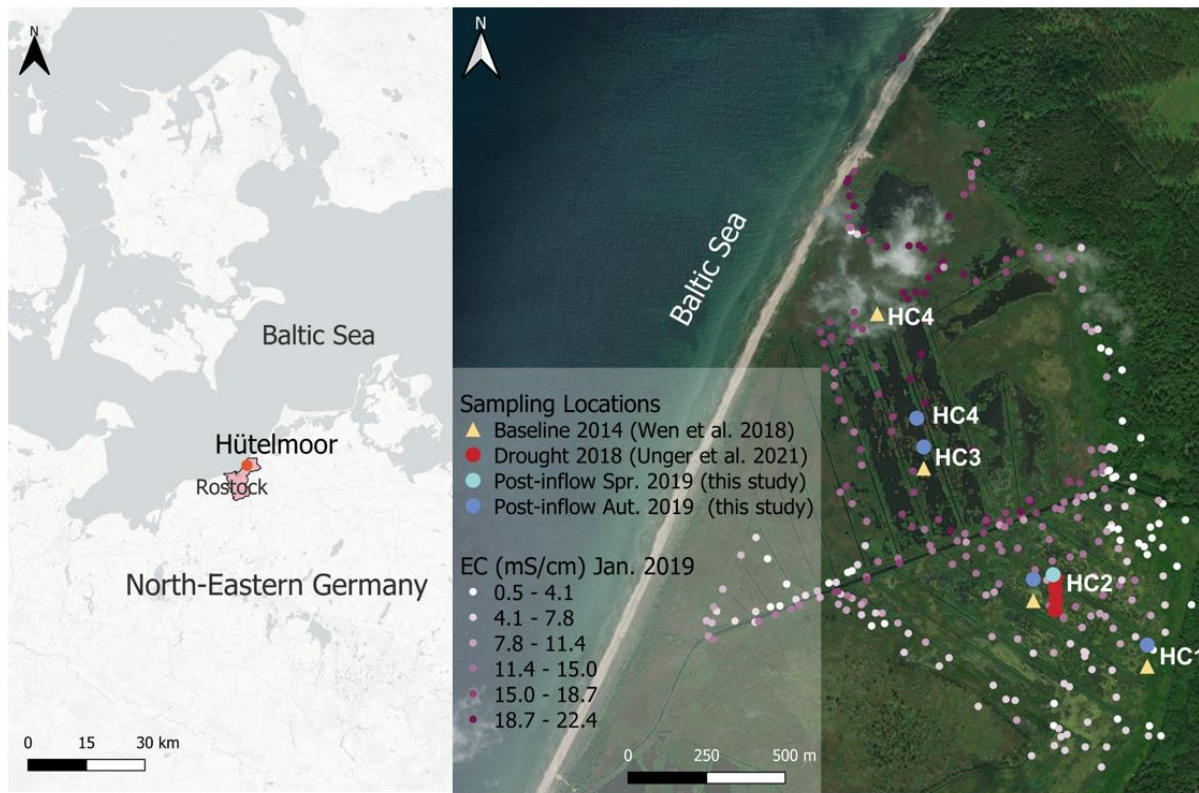 N
Baltic Sea
Hütelmoor
Rostock
North-Eastern Germany
0 15 30 km
N
Baltic Sea
HC4
HC4
HC3
HC2
HC1
Sampling Locations
Baseline 2014 (Wen et al. 2018)
Drought 2018 (Unger et al. 2021)
Post-inflow Spr. 2019 (this study)
Post-inflow Aut. 2019 (this study)
EC (mS/cm) Jan. 2019
0.5 - 4.1
4.1 - 7.8
7.8 - 11.4
11.4 - 15.0
15.0 - 18.7
18.7 - 22.4
0 250 500 m